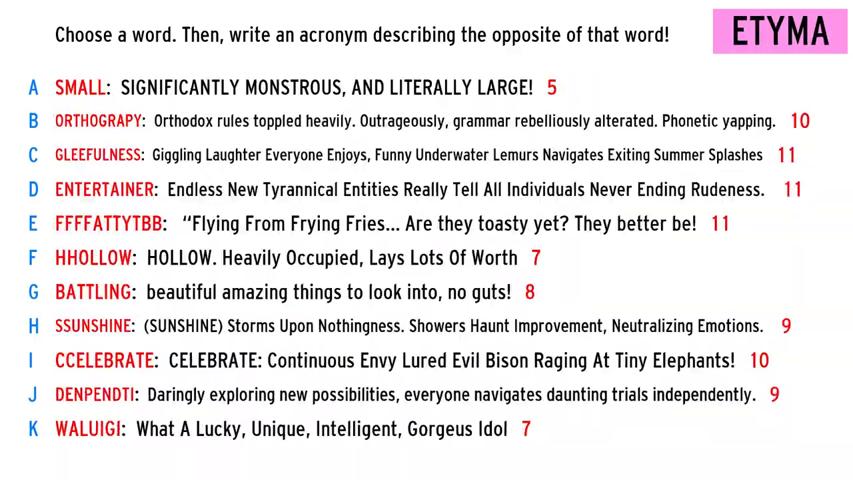 Choose a word. Then, write an acronym describing the opposite of that word!
ETYMA
A SMALL: SIGNIFICANTLY MONSTROUS, AND LITERALLY LARGE! 5
B ORTHOGRAPY: Orthodox rules toppled heavily. Outrageously, grammar rebelliously alterated. Phonetic yapping. 10
C GLEEFULNESS: Giggling Laughter Everyone Enjoys, Funny Underwater Lemurs Navigates Exiting Summer Splashes 11
D ENTERTAINER: Endless New Tyrannical Entities Really Tell All Individuals Never Ending Rudeness. 11
E FFFFATTYTBB: “Flying From Frying Fries... Are they toasty yet? They better be! 11
F HHOLLOW: HOLLOW. Heavily Occupied, Lays Lots Of Worth 7
G BATTLING: beautiful amazing things to look into, no guts! 8
H SSUNSHINE: (SUNSHINE) Storms Upon Nothingness. Showers Haunt Improvement, Neutralizing Emotions. 9
I CCELEBRATE: CELEBRATE: Continuous Envy Lured Evil Bison Raging At Tiny Elephants! 10
J DENPENDTI: Daringly exploring new possibilities, everyone navigates daunting trials independently. 9
K WALUIGI: What A Lucky, Unique, Intelligent, Gorgeus Idol 7